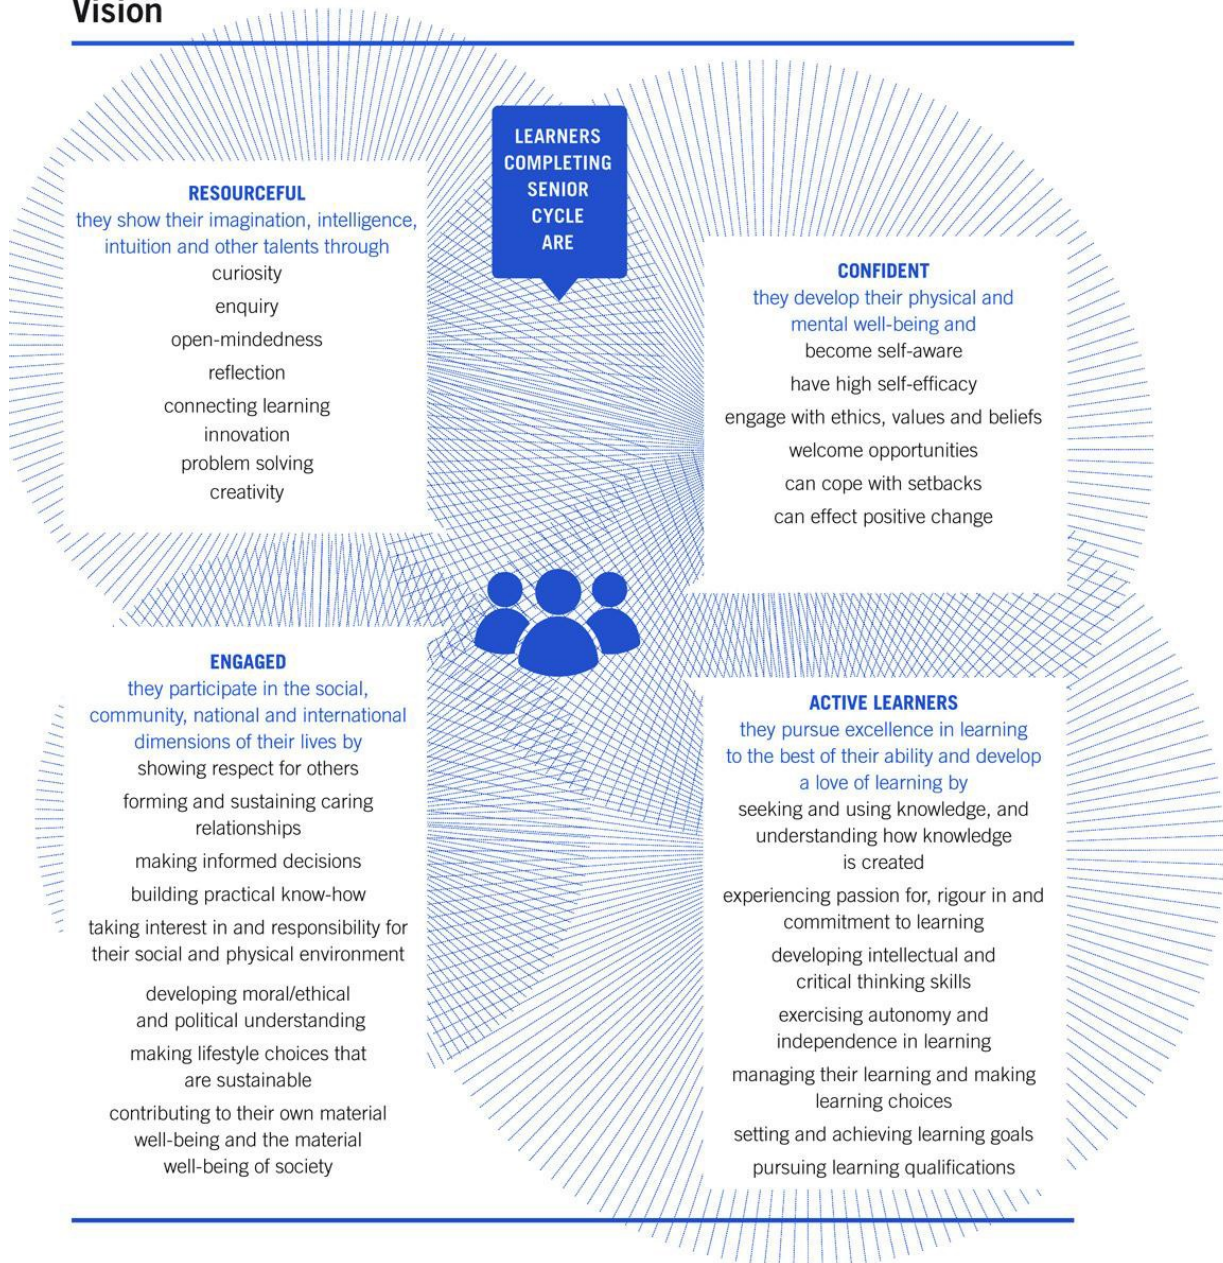 Vision
LEARNERS
COMPLETING
SENIOR
CYCLE
ARE
RESOURCEFUL
they show their imagination, intelligence,
intuition and other talents through
curiosity
enquiry
open-mindedness
reflection
connecting learning
innovation
problem solving
creativity
CONFIDENT
they develop their physical and
mental well-being and
become self-aware
have high self-efficacy
engage with ethics, values and beliefs
welcome opportunities
can cope with setbacks
can effect positive change
ENGAGED
they participate in the social,
community, national and international
dimensions of their lives by
showing respect for others
forming and sustaining caring
relationships
making informed decisions
building practical know-how
taking interest in and responsibility for
their social and physical environment
developing moral/ethical
and political understanding
making lifestyle choices that
are sustainable
contributing to their own material
well-being and the material
well-being of society
ACTIVE LEARNERS
they pursue excellence in learning
to the best of their ability and develop
a love of learning by
seeking and using knowledge, and
understanding how knowledge
is created
experiencing passion for, rigour in and
commitment to learning
developing intellectual and
critical thinking skills
exercising autonomy and
independence in learning
managing their learning and making
learning choices
setting and achieving learning goals
pursuing learning qualifications